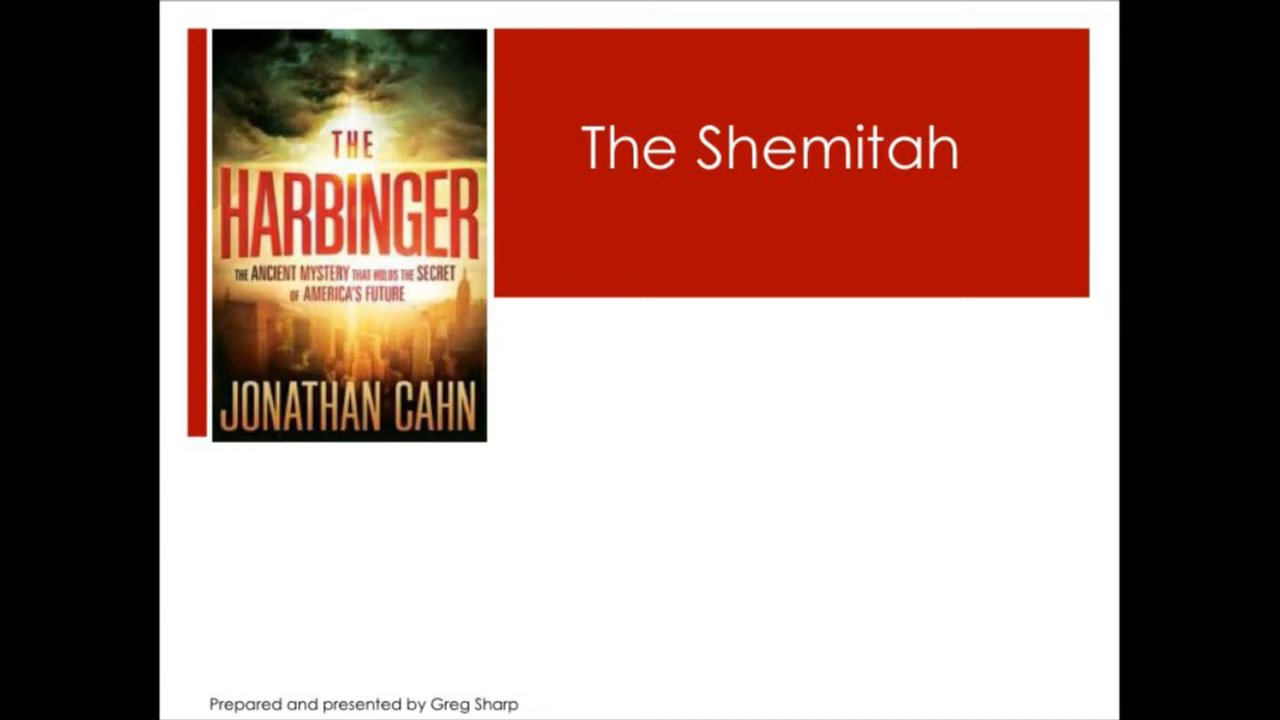 THE
HARBINGER
THE ANCIENT MYSTERY THAT HOLDS THE SECRET
OF AMERICA'S FUTURE
JONATHAN CAHN
The Shemitah
Prepared and presented by Greg Sharp